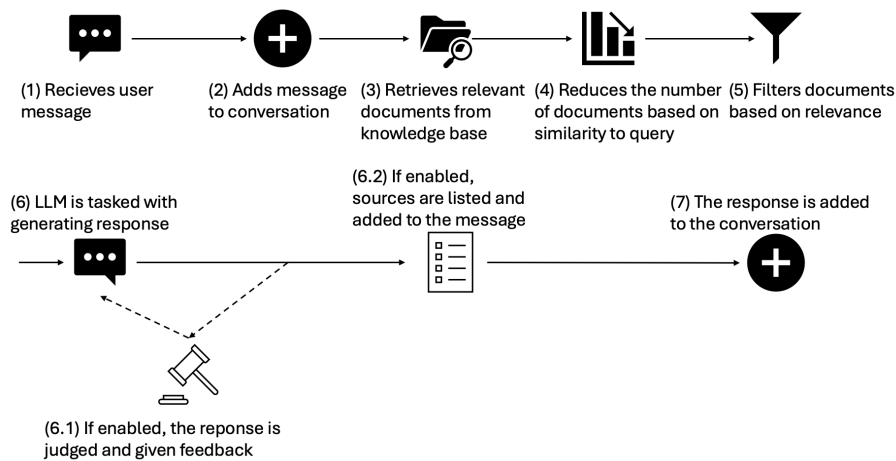 (1) Recieves user
message
(2) Adds message
to conversation
(3) Retrieves relevant
documents from
knowledge base
(4) Reduces the number
of documents based on
similarity to query
(5) Filters documents
based on relevance
(6) LLM is tasked with
generating response
(6.2) If enabled,
sources are listed and
added to the message
(7) The response is added
to the conversation
(6.1) If enabled, the reponse is
judged and given feedback